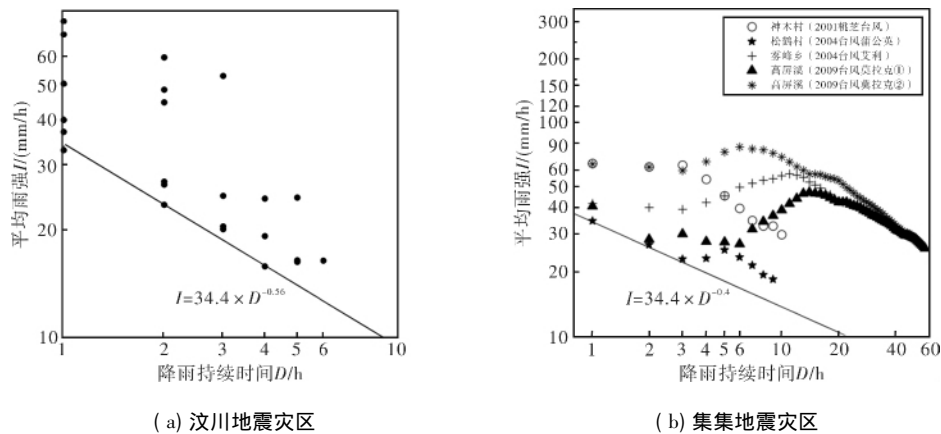 60
50
40
30
20
10
1
2
3
4
5
6
10
平均雨强I/(mm/h)
降雨持续时间D/h
I=34.4×D^-0.56
(a) 汶川地震灾区
300
200
150
120
90
60
50
40
30
20
10
1
2
3
4
5
6
10
20
40
60
平均雨强I/(mm/h)
降雨持续时间D/h
神木村(2001桃芝台风)
松鹤村(2004台风蒲公英)
雾峰乡(2004台风艾利)
高屏溪(2009台风莫拉克①)
高屏溪(2009台风莫拉克②)
I=34.4×D^-0.4
(b) 集集地震灾区